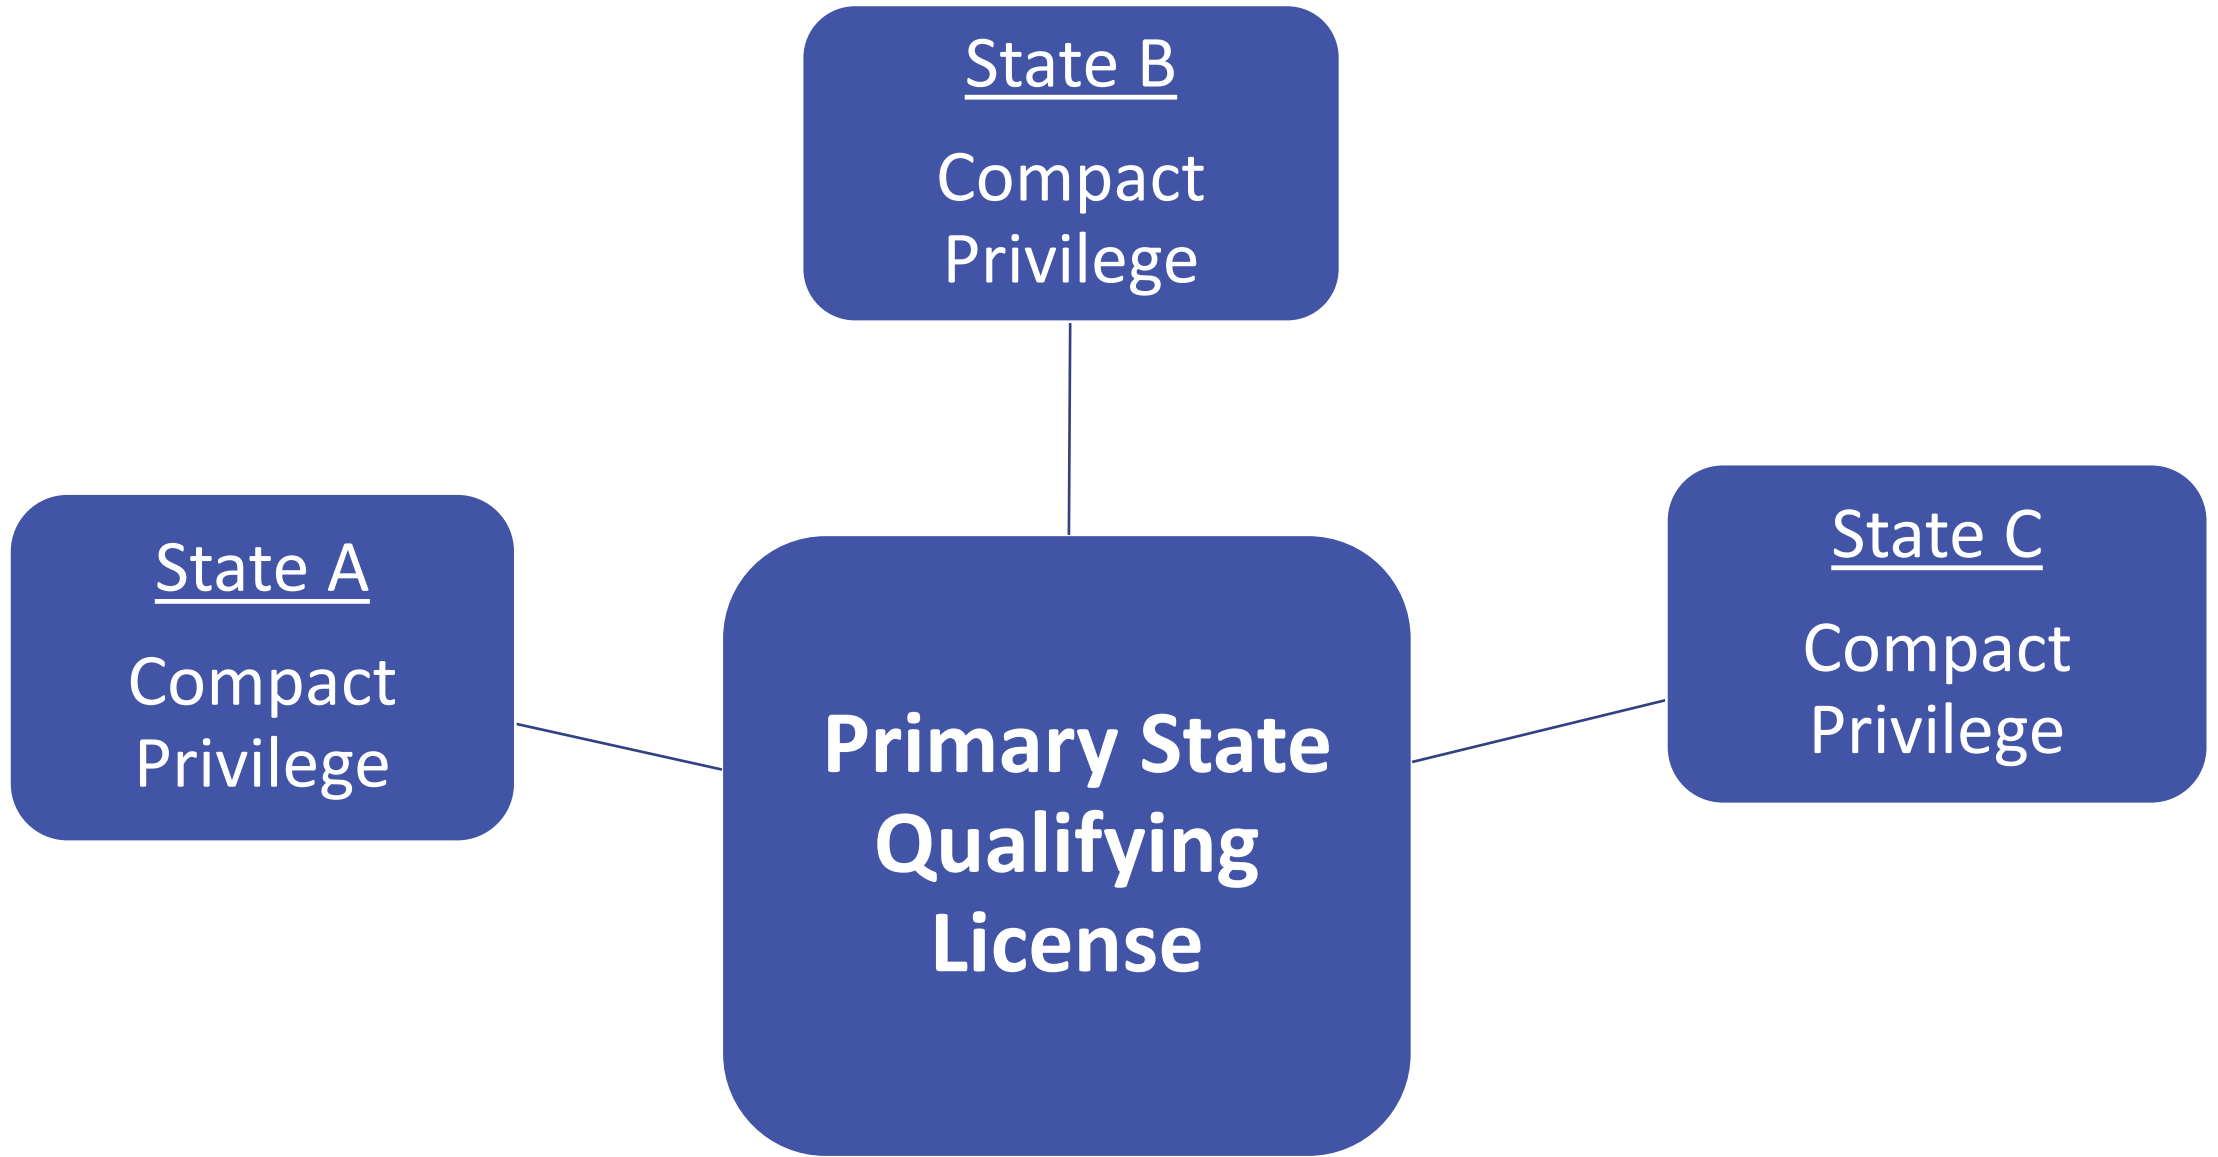 State B
Compact
Privilege
State A
Compact
Privilege
State C
Compact
Privilege
Primary State
Qualifying
License